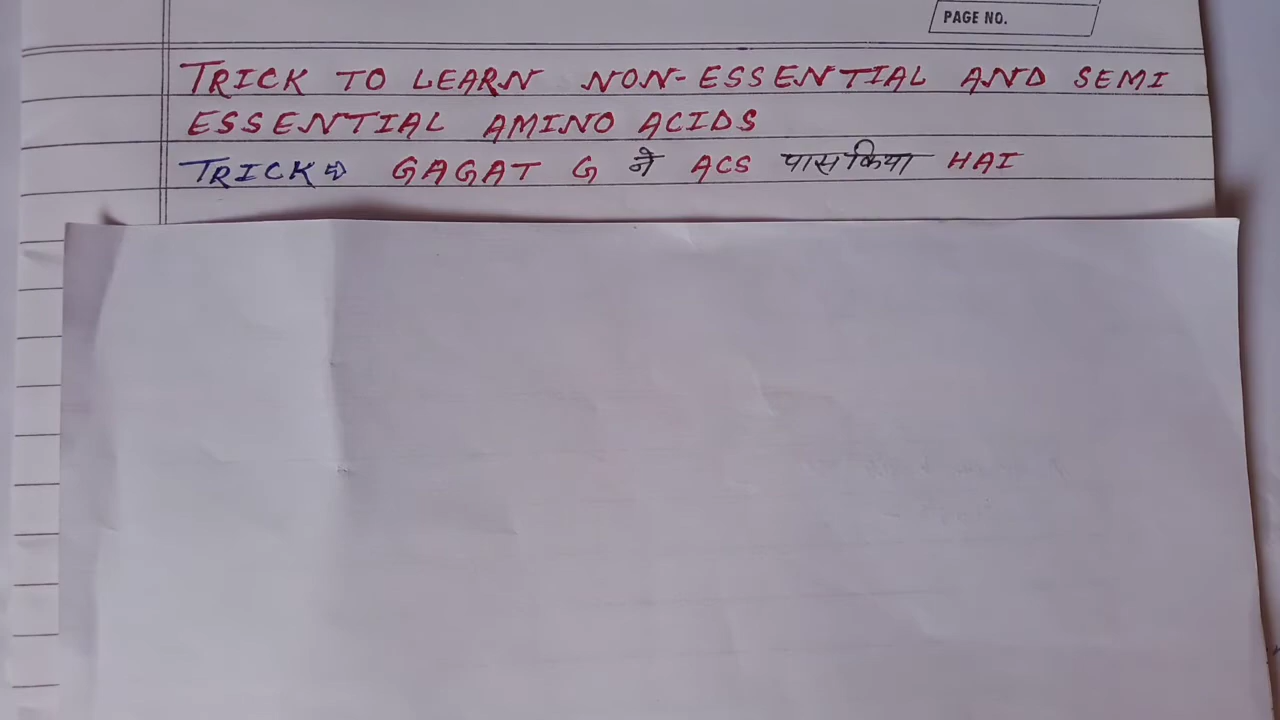 PAGE NO.
TRICK TO LEARN NON-ESSENTIAL AND SEMI
ESSENTIAL AMINO ACIDS
TRICK ⇨ GAGAT G ने ACS पास किया HAI